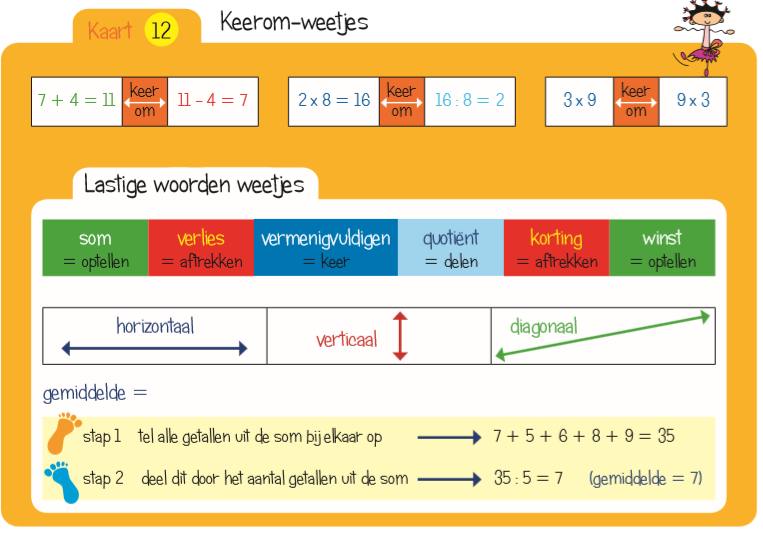 Kaart 12 Keerom-weetjes
7 + 4 = 11 keer om 11 - 4 = 7
2 x 8 = 16 keer om 16 : 8 = 2
3 x 9 keer om 9 x 3
Lastige woorden weetjes
som = optellen
verlies = aftrekken
vermenigvuldigen = keer
quotiënt = delen
korting = aftrekken
winst = optellen
horizontaal
verticaal
diagonaal
gemiddelde =
stap 1 tel alle getallen uit de som bij elkaar op 7 + 5 + 6 + 8 + 9 = 35
stap 2 deel dit door het aantal getallen uit de som 35 : 5 = 7 (gemiddelde = 7)